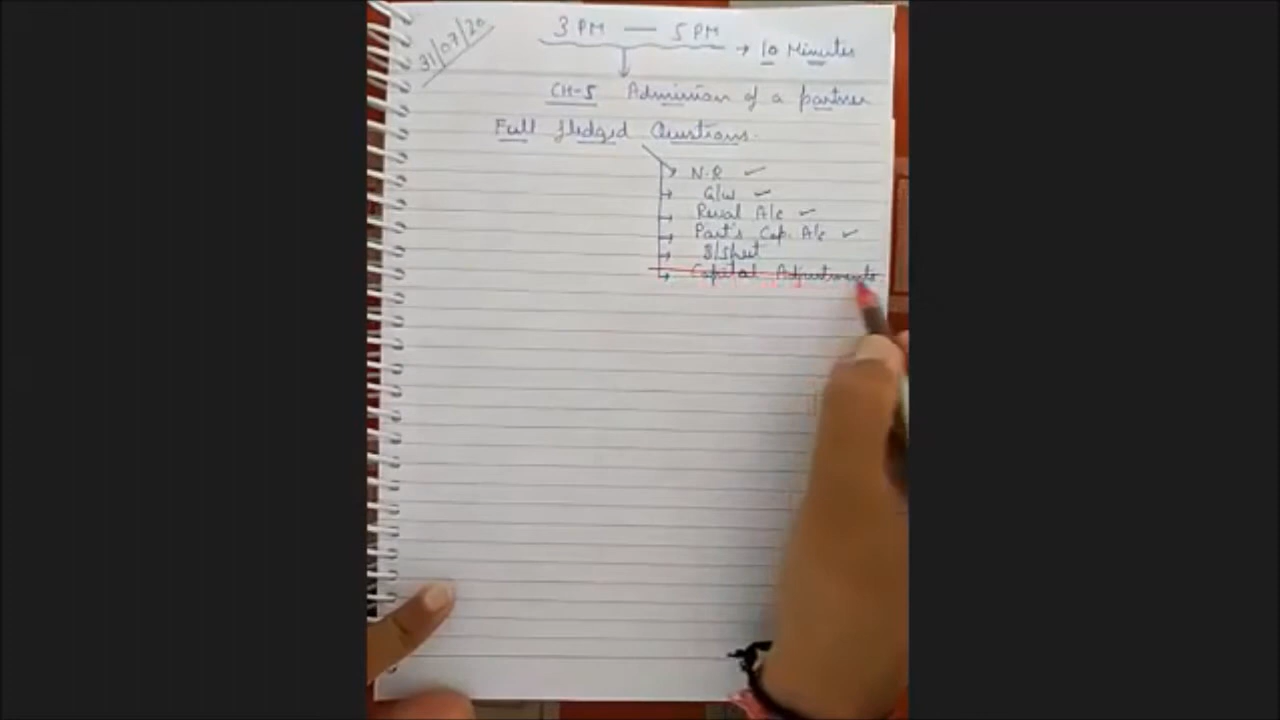 31/07/20
3 PM — 5 PM
→ 10 Minutes
CH-5 Admission of a partner
Full fledged Questions.
→ N.R ✓
→ G/w ✓
→ Reval A/c ✓
→ Part's Cap. A/c ✓
→ B/Sheet
→ Capital Adjustments